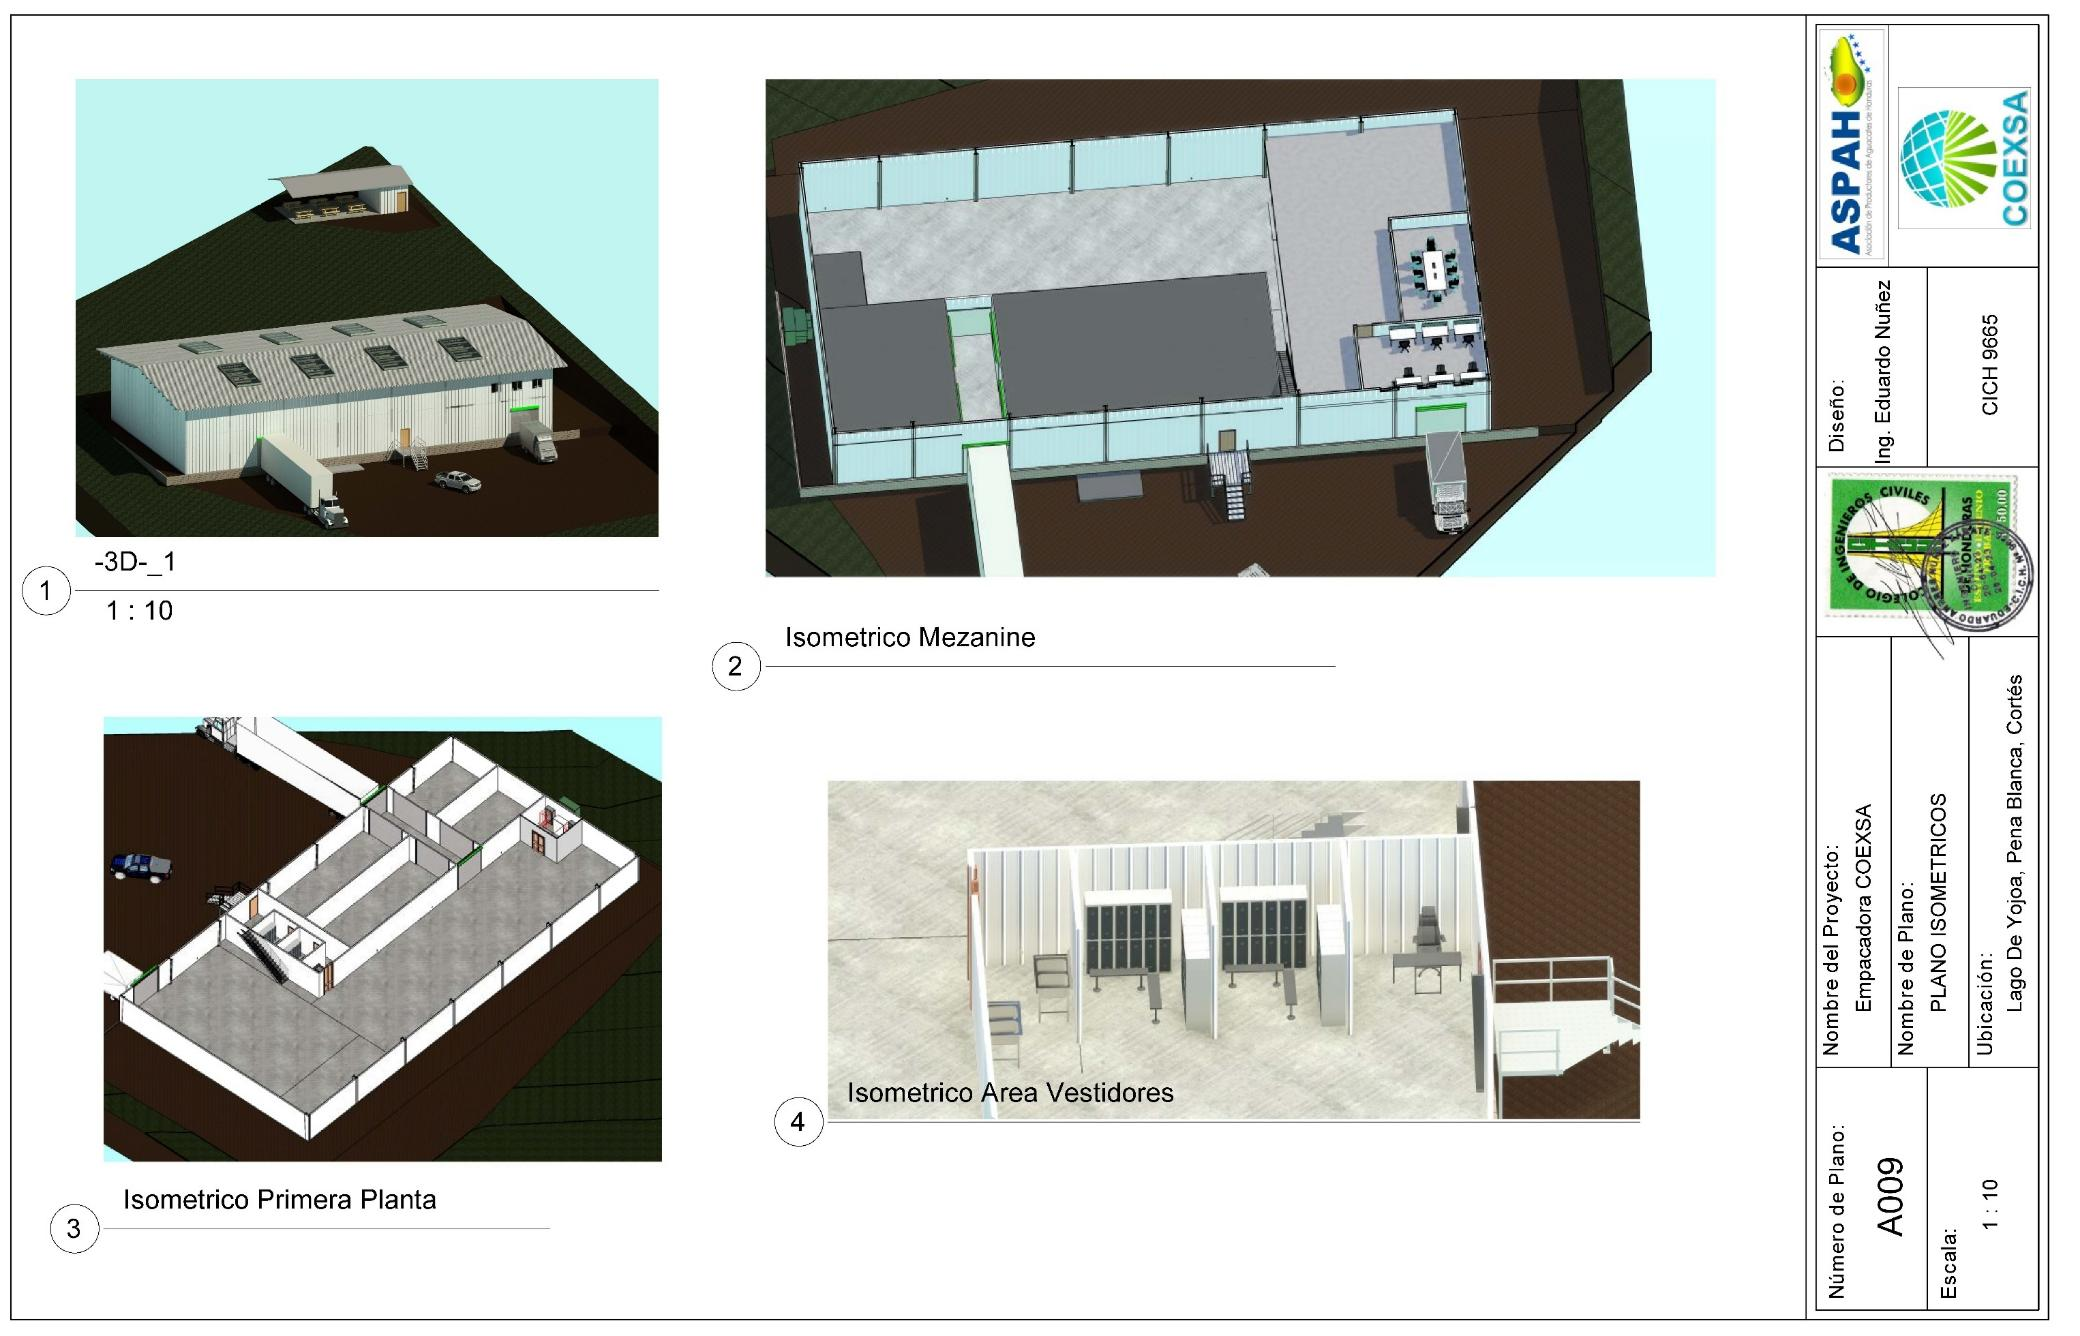 -3D-_1
1
1 : 10
Isometrico Mezanine
2
Isometrico Primera Planta
3
Isometrico Area Vestidores
4
ASPAH
Asociación de Productores de Aguacates de Honduras
COEXSA
Diseño:
Ing. Eduardo Nuñez
CICH 9665
COLEGIO DE INGENIEROS CIVILES
DE HONDURAS
50.00
Nombre del Proyecto:
Empacadora COEXSA
Nombre de Plano:
PLANO ISOMETRICOS
Ubicación:
Lago De Yojoa, Pena Blanca, Cortés
Número de Plano:
A009
Escala:
1 : 10